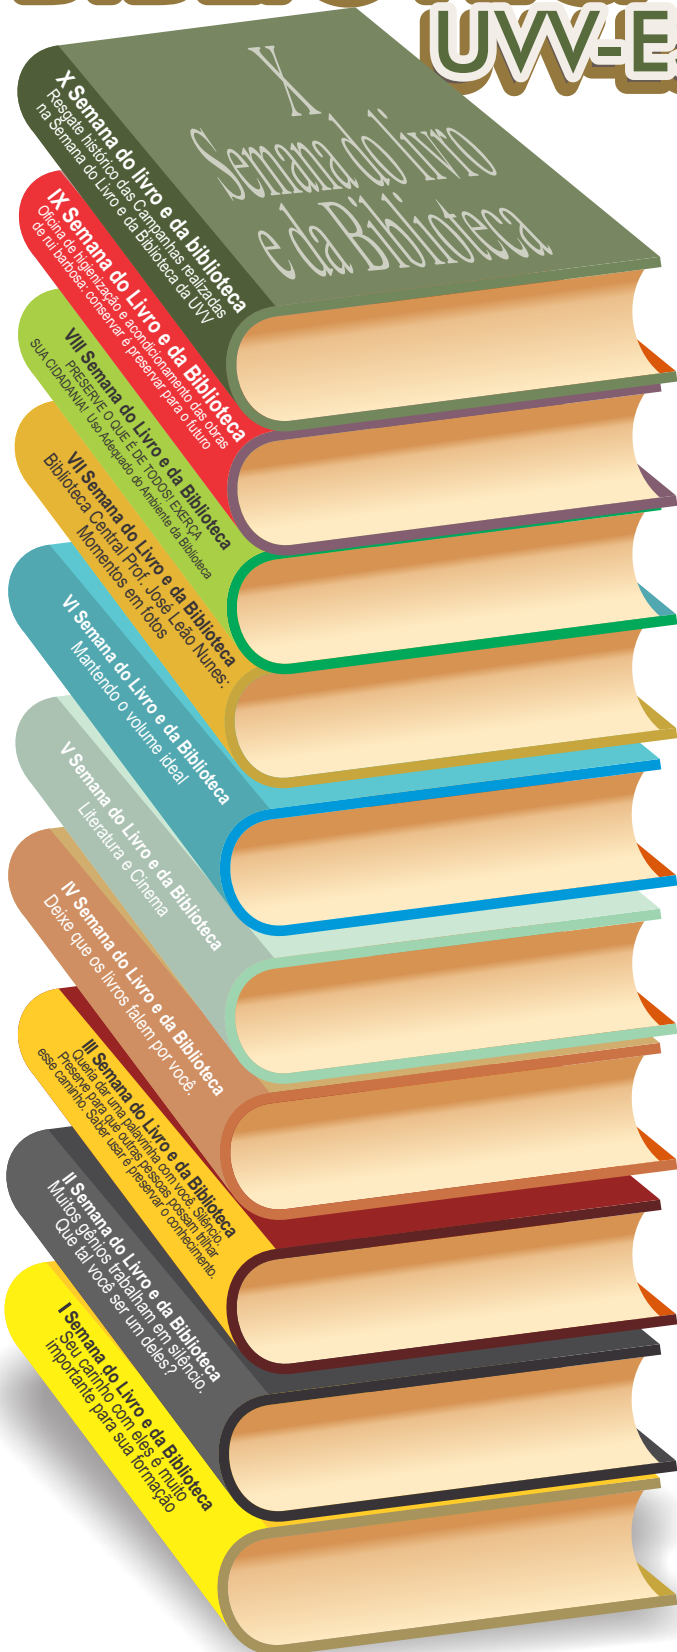 UVV-E
X
Semana do livro
e da Biblioteca
X Semana do livro e da biblioteca
Resgate histórico das Campanhas realizadas
na Semana do Livro e da Biblioteca da UVV
IX Semana do Livro e da Biblioteca
Oficina de higienização e acondicionamento das obras
de rui barbosa: conservar é preservar para o futuro
VIII Semana do Livro e da Biblioteca
PRESERVE O QUE É DE TODOS! EXERÇA
SUA CIDADANIA! Uso Adequado do Ambiente da Biblioteca
VII Semana do Livro e da Biblioteca
Biblioteca Central Prof. José Leão Nunes:
Momentos em fotos
VI Semana do Livro e da Biblioteca
Mantendo o volume ideal
V Semana do Livro e da Biblioteca
Literatura e Cinema
IV Semana do Livro e da Biblioteca
Deixe que os livros falem por você.
III Semana do Livro e da Biblioteca
Queria dar uma palavrinha com você. Silêncio.
Preserve para que outras pessoas possam trilhar
esse caminho. Saber usar é preservar o conhecimento.
II Semana do Livro e da Biblioteca
Muitos gênios trabalham em silêncio.
Que tal você ser um deles?
I Semana do Livro e da Biblioteca
Seu carinho com eles é muito
importante para sua formação